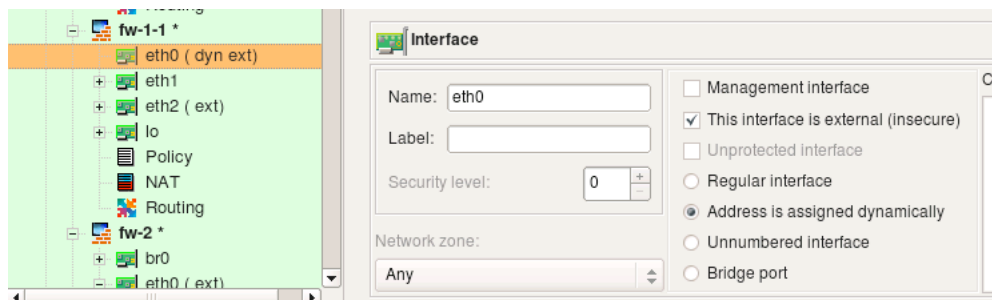 Routing
fw-1-1 *
eth0 ( dyn ext)
eth1
eth2 ( ext)
lo
Policy
NAT
Routing
fw-2 *
br0
eth0 ( ext)
Interface
Name: eth0
Label:
Security level: 0
Network zone:
Any
Management interface
This interface is external (insecure)
Unprotected interface
Regular interface
Address is assigned dynamically
Unnumbered interface
Bridge port